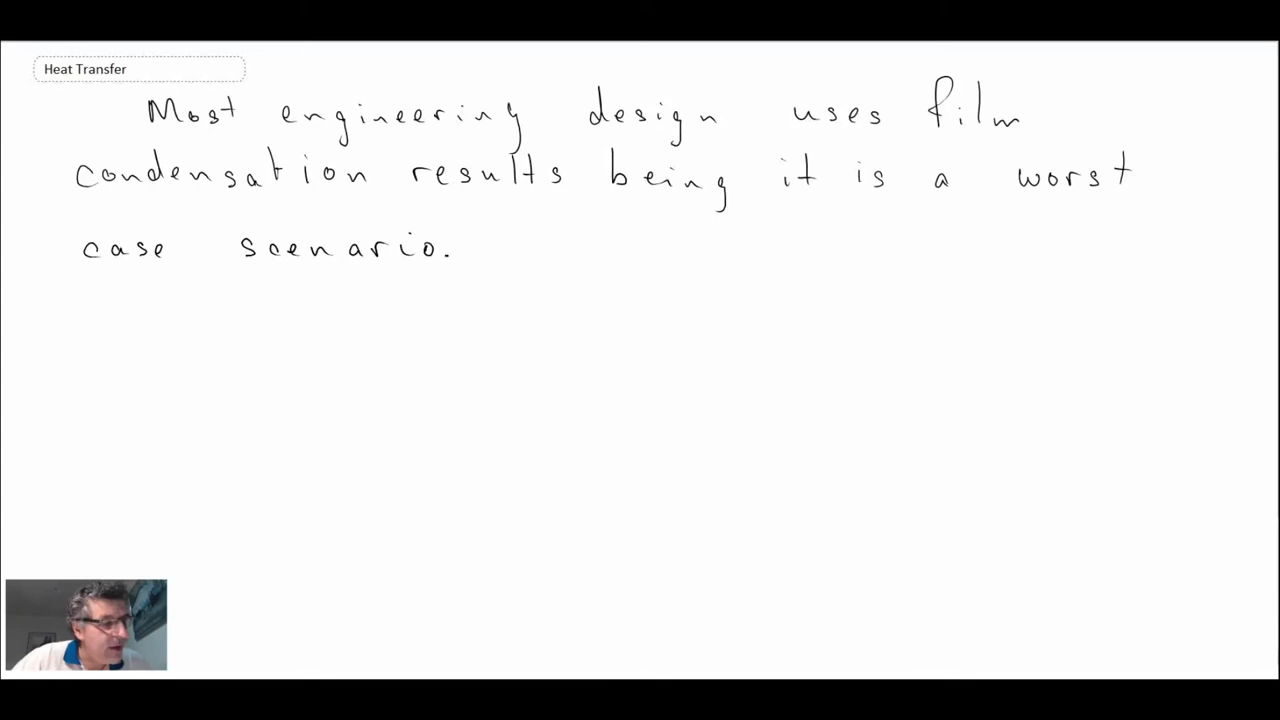 Heat Transfer
Most engineering design uses film
condensation results being it is a worst
case scenario.